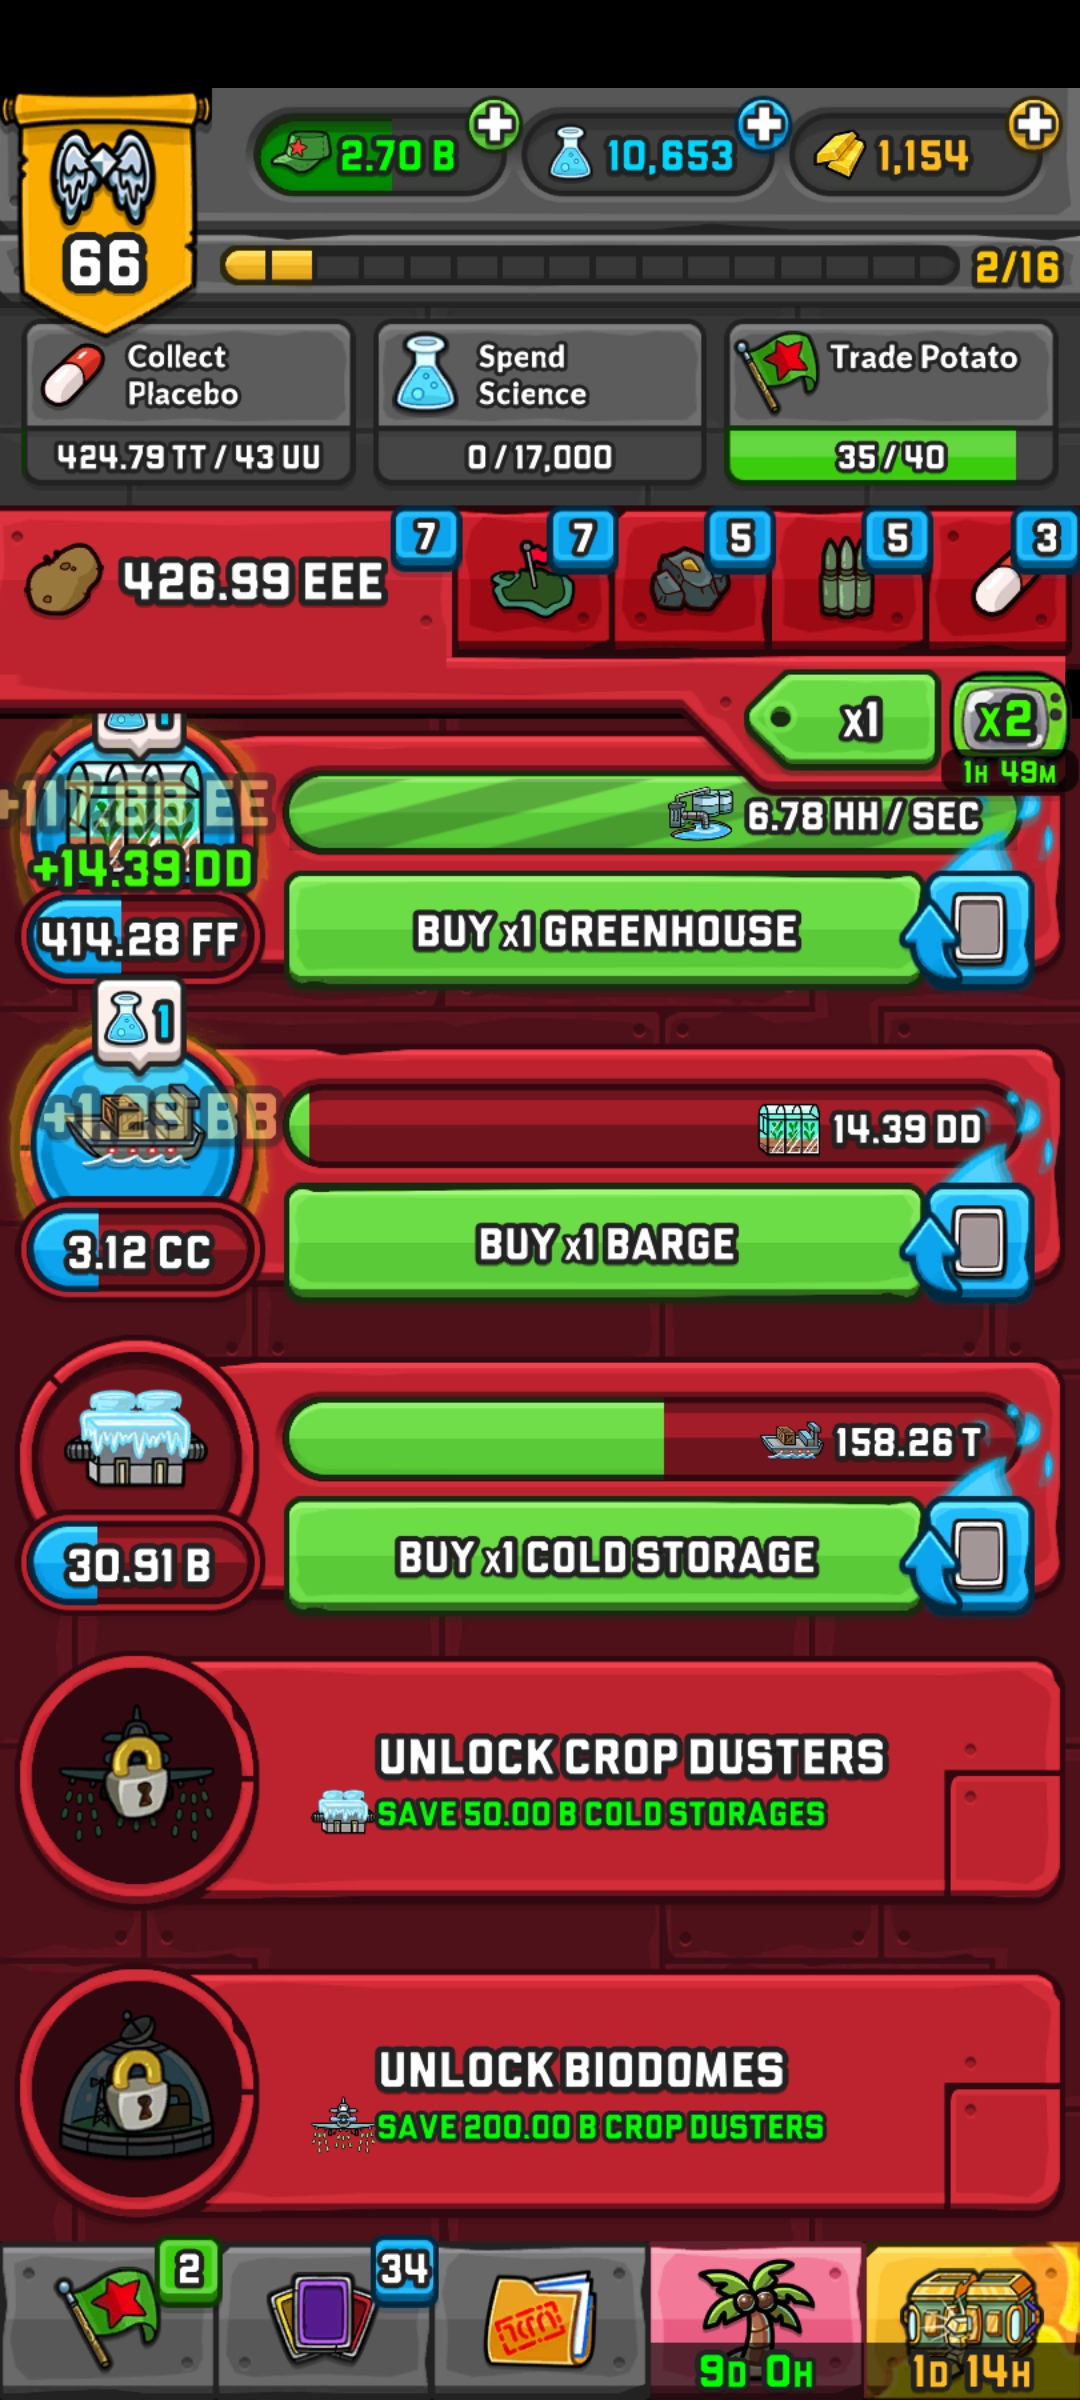 2.70 B
10,653
1,154
66
2/16
Collect
Placebo
424.79 TT / 43 UU
Spend
Science
0 / 17,000
Trade Potato
35 / 40
426.99 EEE
7
7
5
5
3
x1
x2
1H 49M
1
+117.88 EE
+14.39 DD
414.28 FF
6.78 HH / SEC
BUY x1 GREENHOUSE
1
+1.29 BB
3.12 CC
14.39 DD
BUY x1 BARGE
158.26 T
30.91 B
BUY x1 COLD STORAGE
UNLOCK CROP DUSTERS
SAVE 50.00 B COLD STORAGES
UNLOCK BIODOMES
SAVE 200.00 B CROP DUSTERS
2
34
9D 0H
1D 14H